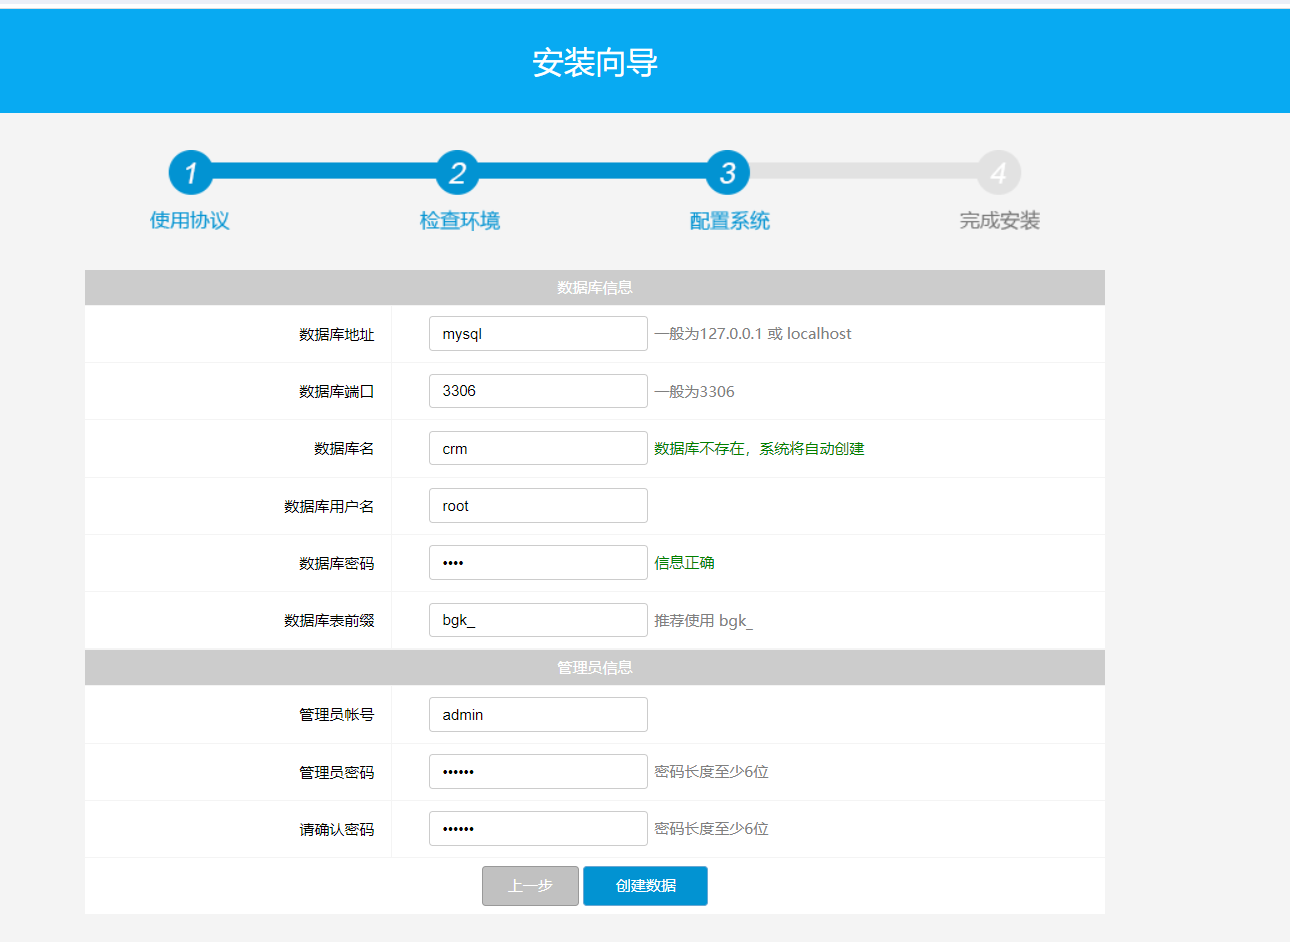 安装向导
1 2 3 4
使用协议 检查环境 配置系统 完成安装
数据库信息
数据库地址 mysql 一般为127.0.0.1 或 localhost
数据库端口 3306 一般为3306
数据库名 crm 数据库不存在，系统将自动创建
数据库用户名 root
数据库密码 •••• 信息正确
数据库表前缀 bgk_ 推荐使用 bgk_
管理员信息
管理员帐号 admin
管理员密码 •••••• 密码长度至少6位
请确认密码 •••••• 密码长度至少6位
上一步 创建数据